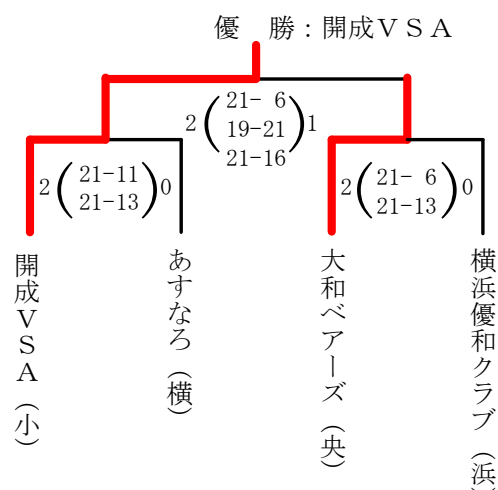 優 勝：開成ＶＳＡ
2 21- 6 1
19-21
21-16
2 21-11 0
21-13
2 21- 6 0
21-13
開成ＶＳＡ（小）
あすなろ（横）
大和ベアーズ（央）
横浜優和クラブ（浜）